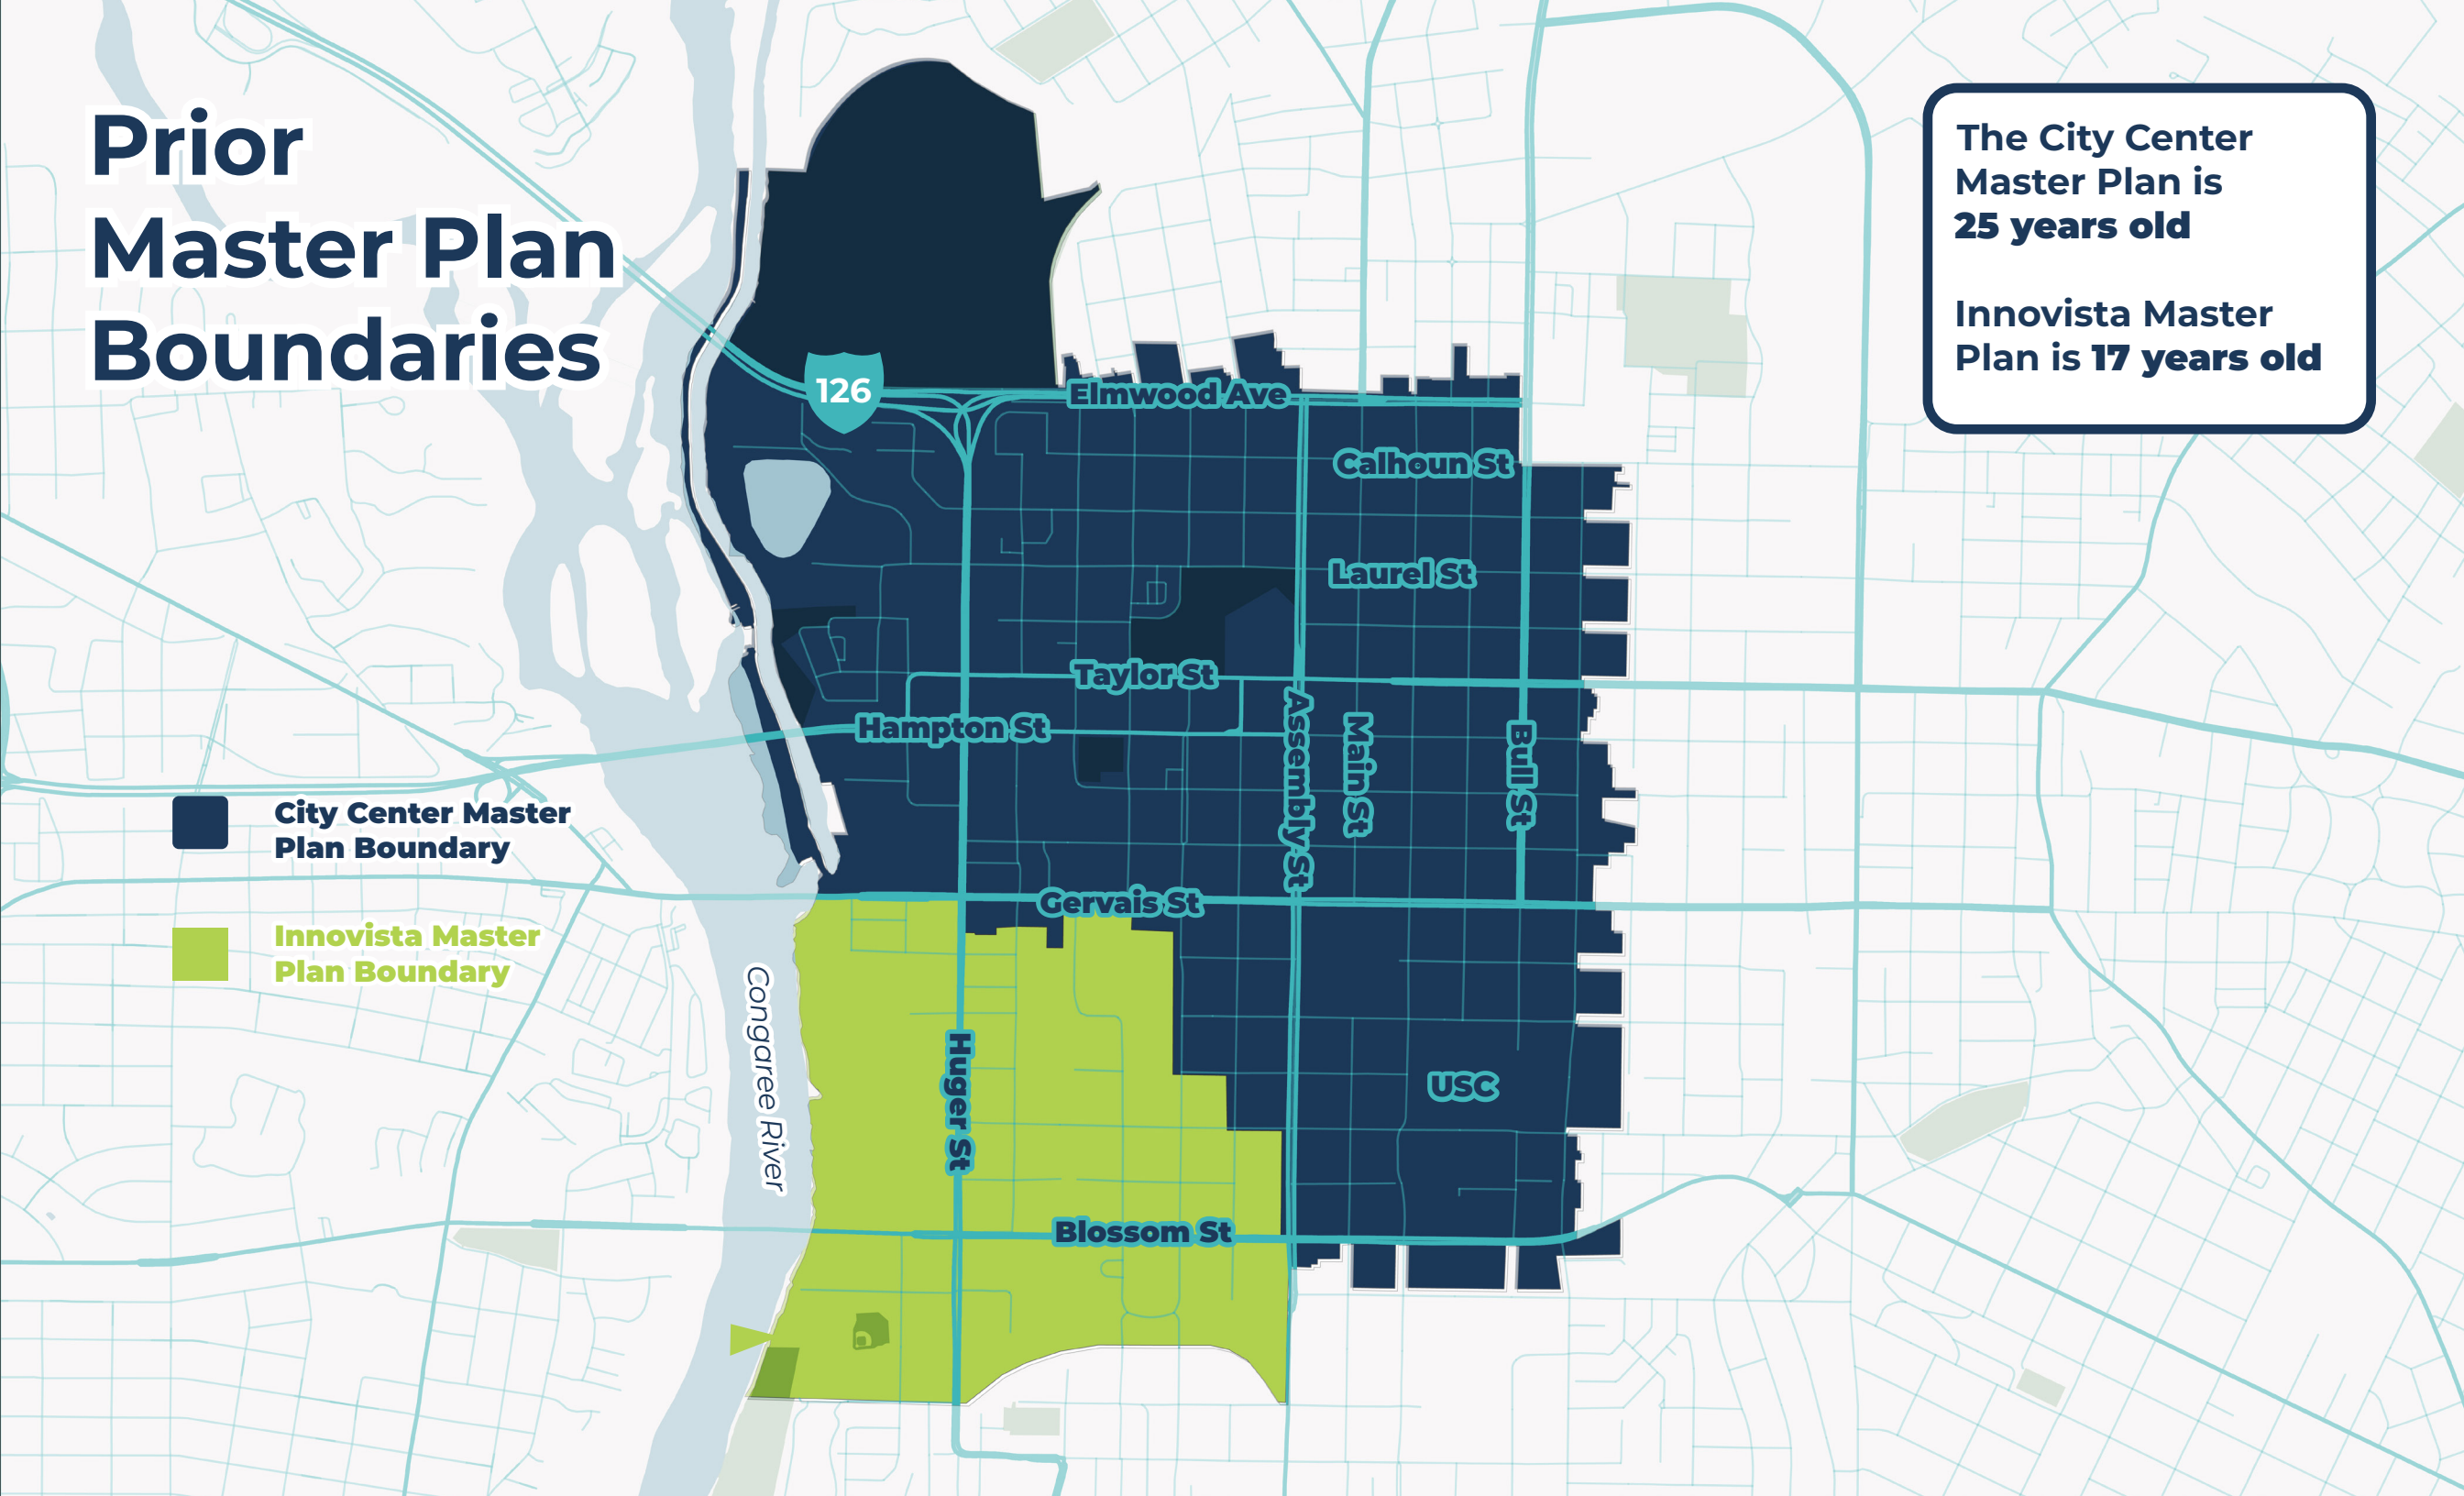 Prior
Master Plan
Boundaries
The City Center
Master Plan is
25 years old
Innovista Master
Plan is 17 years old
126
Elmwood Ave
Calhoun St
Laurel St
Taylor St
Hampton St
Assembly St
Main St
Bull St
City Center Master
Plan Boundary
Gervais St
Innovista Master
Plan Boundary
Congaree River
Huger St
USC
Blossom St